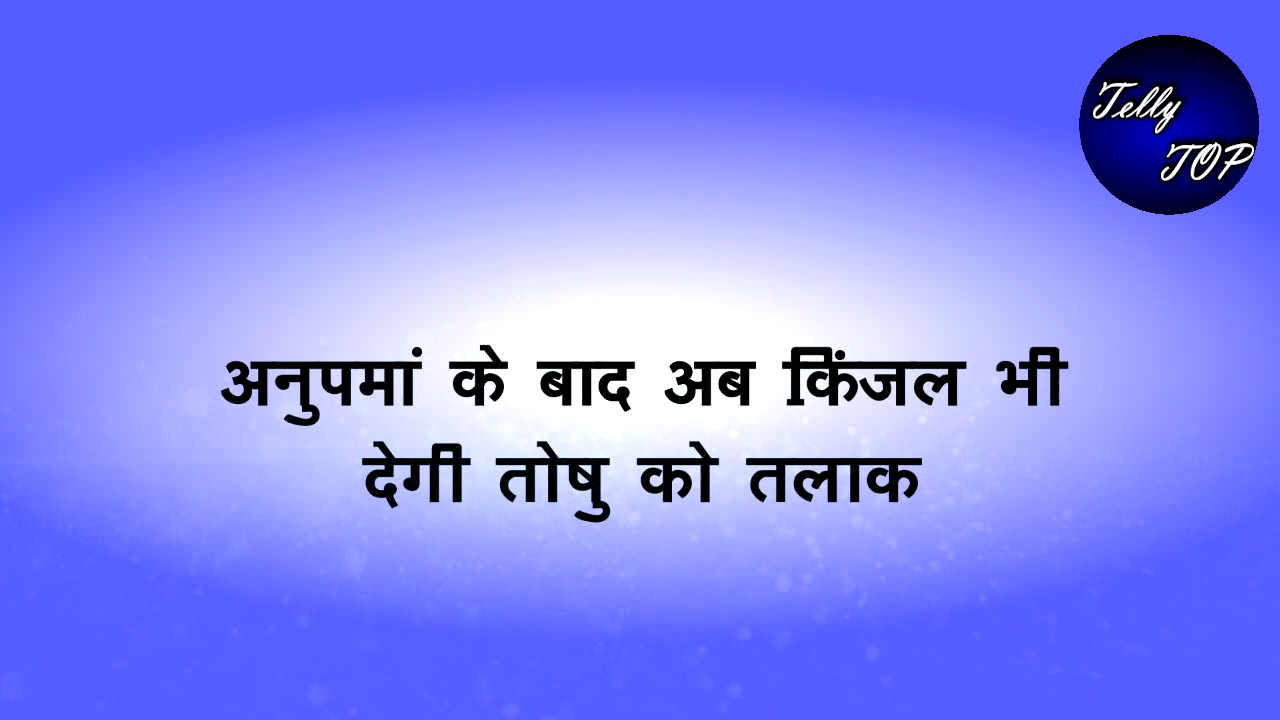 Telly
TOP
अनुपमां के बाद अब किंजल भी
देगी तोषु को तलाक